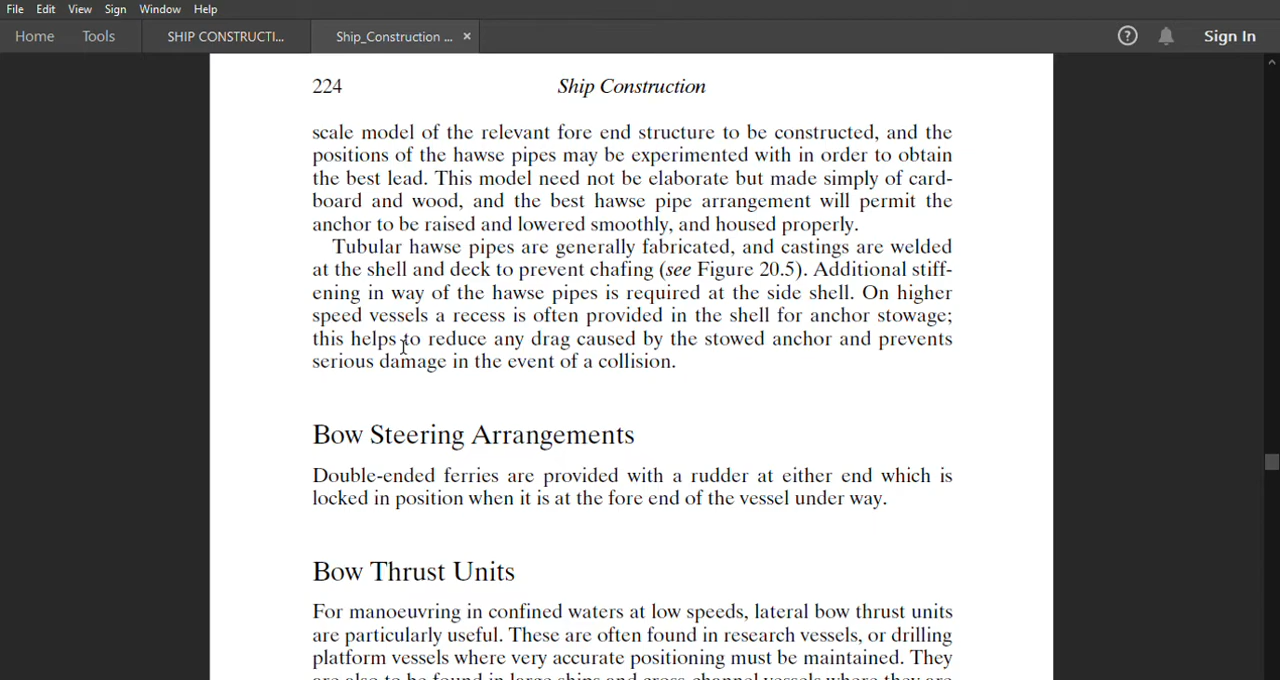 File Edit View Sign Window Help
Home Tools SHIP CONSTRUCTI... Ship_Construction ... × ? Sign In
224 Ship Construction
scale model of the relevant fore end structure to be constructed, and the
positions of the hawse pipes may be experimented with in order to obtain
the best lead. This model need not be elaborate but made simply of card-
board and wood, and the best hawse pipe arrangement will permit the
anchor to be raised and lowered smoothly, and housed properly.
Tubular hawse pipes are generally fabricated, and castings are welded
at the shell and deck to prevent chafing (see Figure 20.5). Additional stiff-
ening in way of the hawse pipes is required at the side shell. On higher
speed vessels a recess is often provided in the shell for anchor stowage;
this helps to reduce any drag caused by the stowed anchor and prevents
serious damage in the event of a collision.
Bow Steering Arrangements
Double-ended ferries are provided with a rudder at either end which is
locked in position when it is at the fore end of the vessel under way.
Bow Thrust Units
For manoeuvring in confined waters at low speeds, lateral bow thrust units
are particularly useful. These are often found in research vessels, or drilling
platform vessels where very accurate positioning must be maintained. They
are also to be found in large ships and cross-channel vessels where they are